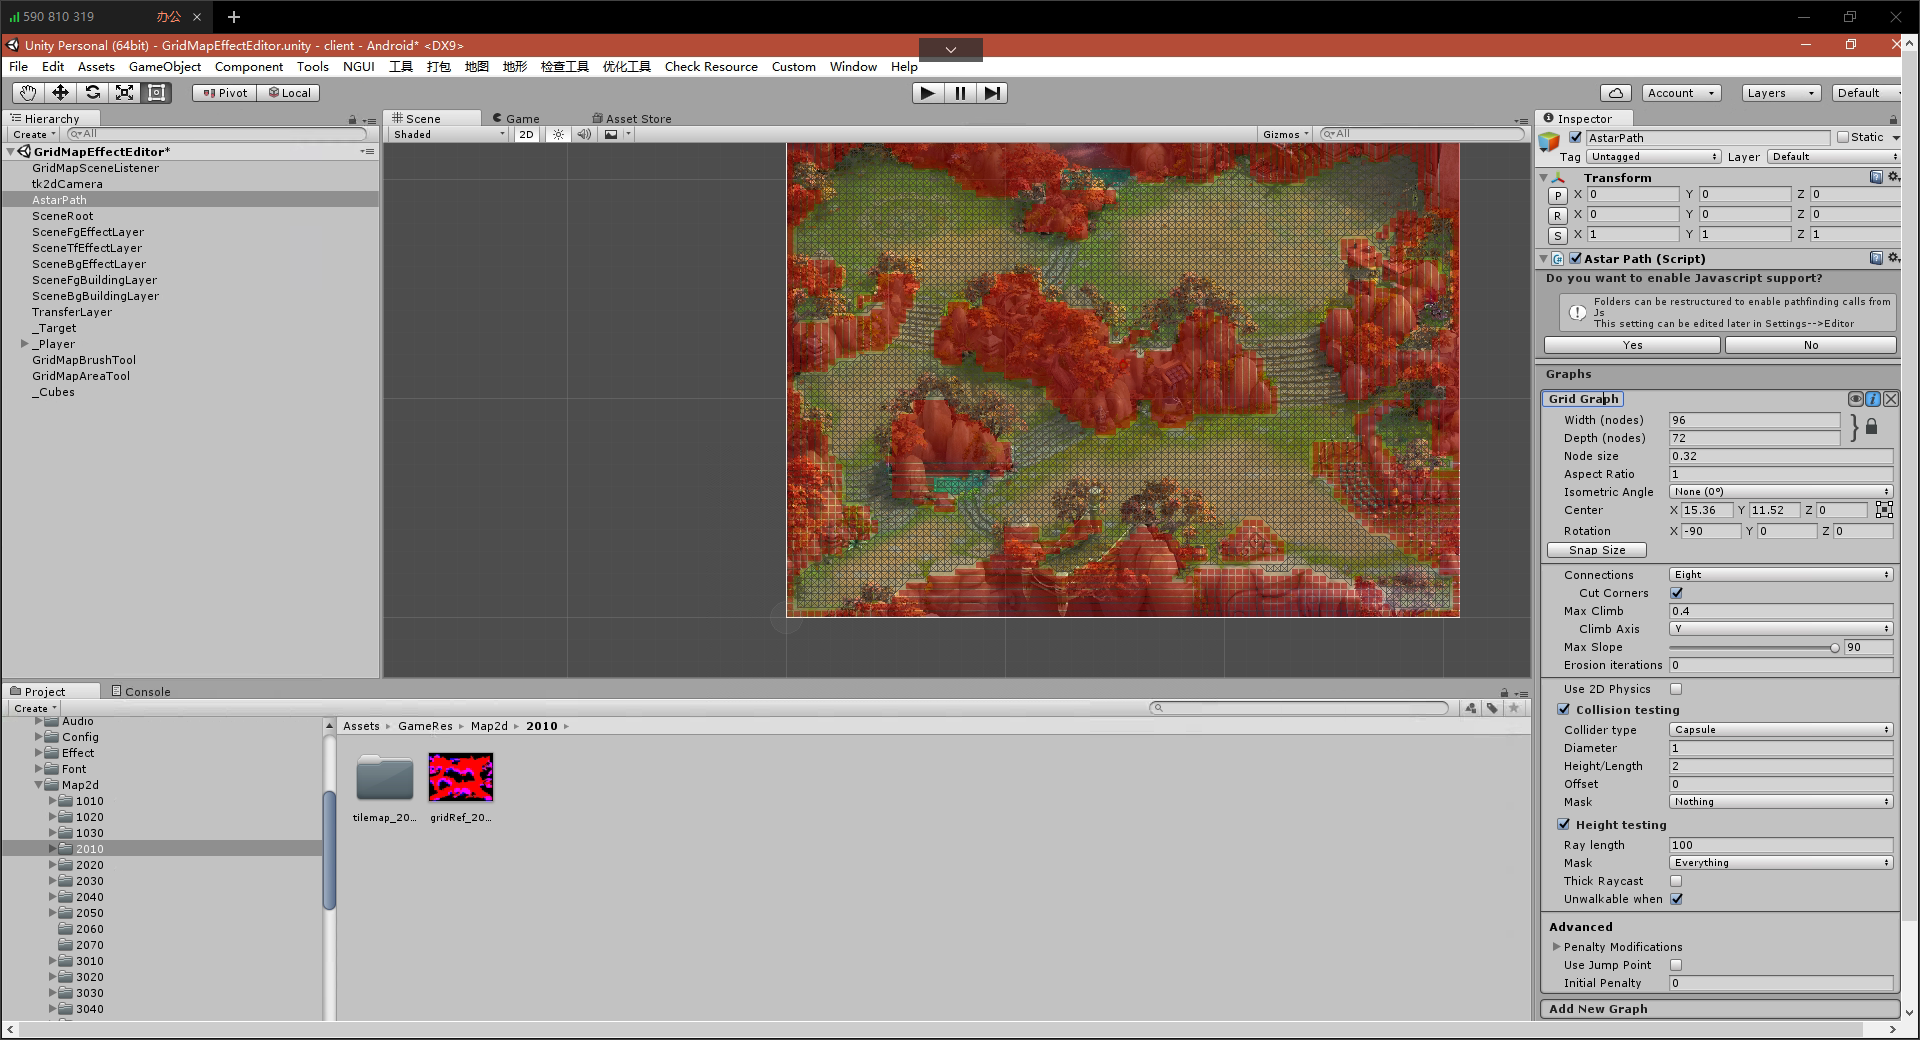 590 810 319 办公
Unity Personal (64bit) - GridMapEffectEditor.unity - client - Android* <DX9>
File Edit Assets GameObject Component Tools NGUI 工具 打包 地图 地形 检查工具 优化工具 Check Resource Custom Window Help
Pivot Local Account Layers Default
Hierarchy
Create All
GridMapEffectEditor*
GridMapSceneListener
tk2dCamera
AstarPath
SceneRoot
SceneFgEffectLayer
SceneTfEffectLayer
SceneBgEffectLayer
SceneFgBuildingLayer
SceneBgBuildingLayer
TransferLayer
_Target
_Player
GridMapBrushTool
GridMapAreaTool
_Cubes
Scene Game Asset Store
Shaded 2D Gizmos All
Inspector
AstarPath Static
Tag Untagged Layer Default
Transform
P X 0 Y 0 Z 0
R X 0 Y 0 Z 0
S X 1 Y 1 Z 1
Astar Path (Script)
Do you want to enable Javascript support?
Folders can be restructured to enable pathfinding calls from
Js
This setting can be edited later in Settings-->Editor
Yes No
Graphs
Grid Graph
Width (nodes) 96
Depth (nodes) 72
Node size 0.32
Aspect Ratio 1
Isometric Angle None (0°)
Center X 15.36 Y 11.52 Z 0
Rotation X -90 Y 0 Z 0
Snap Size
Connections Eight
Cut Corners
Max Climb 0.4
Climb Axis Y
Max Slope 90
Erosion iterations 0
Use 2D Physics
Collision testing
Collider type Capsule
Diameter 1
Height/Length 2
Offset 0
Mask Nothing
Height testing
Ray length 100
Mask Everything
Thick Raycast
Unwalkable when
Advanced
Penalty Modifications
Use Jump Point
Initial Penalty 0
Add New Graph
Project Console
Create
Audio
Config
Effect
Font
Map2d
1010
1020
1030
2010
2020
2030
2040
2050
2060
2070
3010
3020
3030
3040
Assets GameRes Map2d 2010
tilemap_20... gridRef_20...